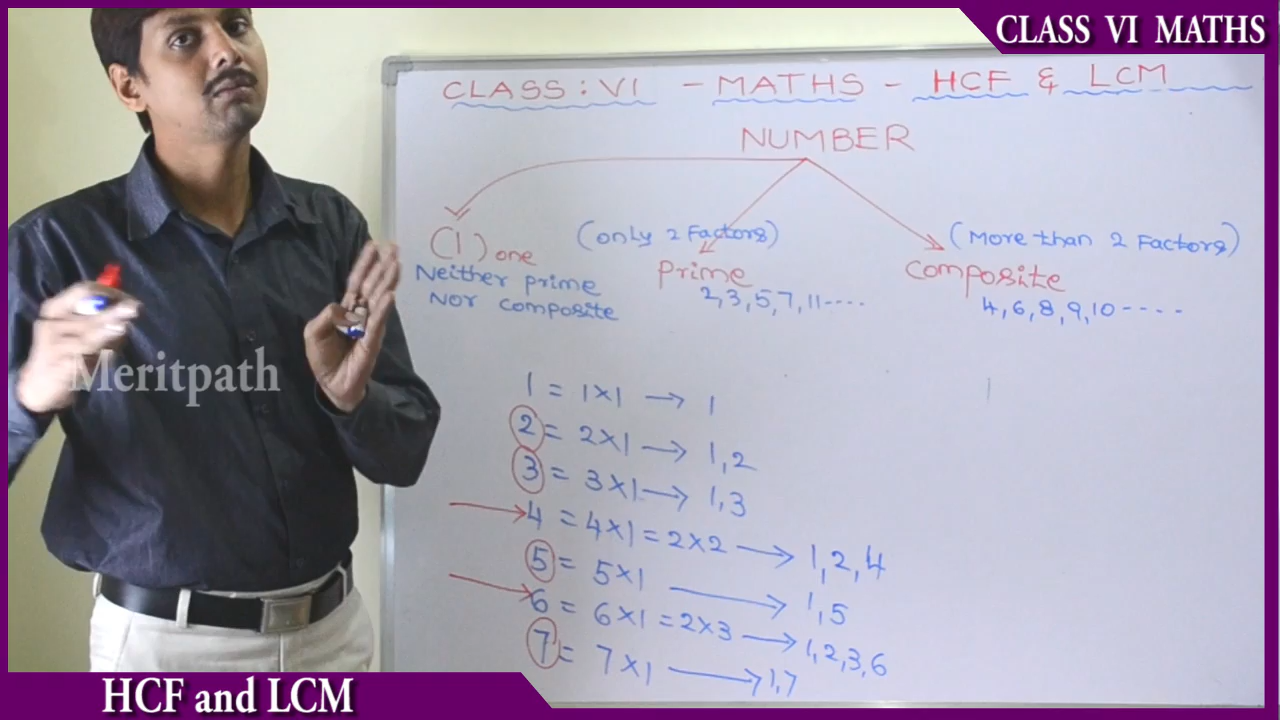 CLASS VI MATHS
CLASS : VI - MATHS - HCF & LCM
NUMBER
(1) one
Neither prime
Nor composite
(only 2 Factors)
Prime
2,3,5,7,11----
(More than 2 Factors)
Composite
4,6,8,9,10----
Meritpath
1 = 1×1 → 1
2 = 2×1 → 1,2
3 = 3×1 → 1,3
4 = 4×1 = 2×2 → 1,2,4
5 = 5×1 → 1,5
6 = 6×1 = 2×3 → 1,2,3,6
7 = 7×1 → 1,7
HCF and LCM